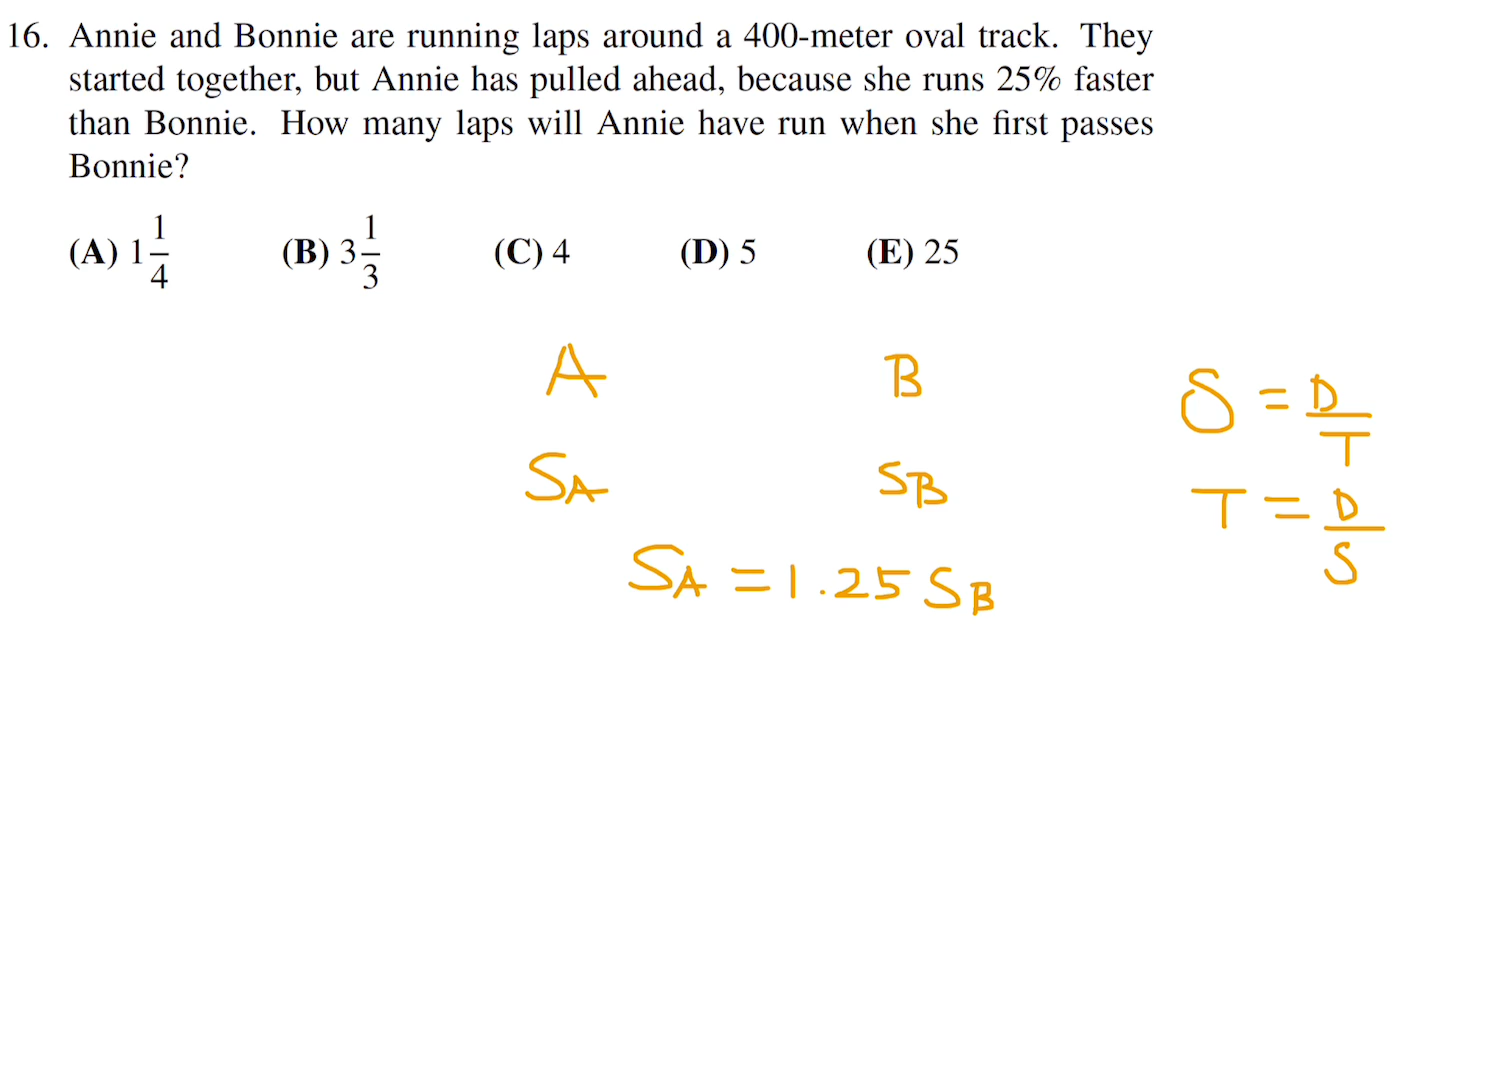 16. Annie and Bonnie are running laps around a 400-meter oval track. They
started together, but Annie has pulled ahead, because she runs 25% faster
than Bonnie. How many laps will Annie have run when she first passes
Bonnie?
(A) 1 1/4 (B) 3 1/3 (C) 4 (D) 5 (E) 25
A B
S = D/T
SA SB
T = D/S
SA = 1.25 SB